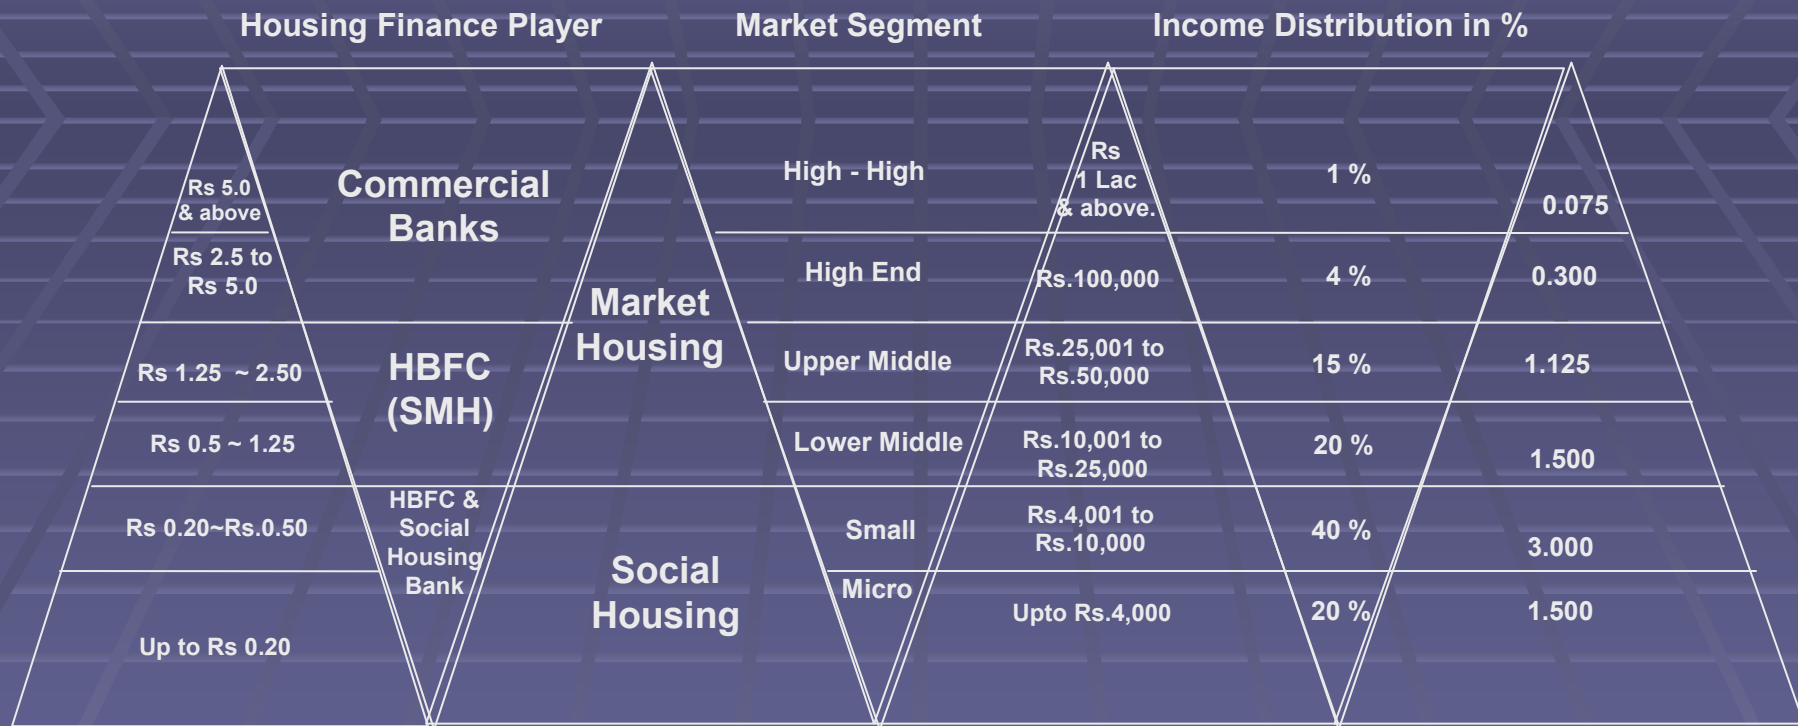 Housing Finance Player
Market Segment
Income Distribution in %
Rs 5.0
& above
Rs 2.5 to
Rs 5.0
Rs 1.25 ~ 2.50
Rs 0.5 ~ 1.25
Rs 0.20~Rs.0.50
Up to Rs 0.20
Commercial
Banks
HBFC
(SMH)
HBFC &
Social
Housing
Bank
Market
Housing
Social
Housing
High - High
High End
Upper Middle
Lower Middle
Small
Micro
Rs
1 Lac
& above.
Rs.100,000
Rs.25,001 to
Rs.50,000
Rs.10,001 to
Rs.25,000
Rs.4,001 to
Rs.10,000
Upto Rs.4,000
1 %
4 %
15 %
20 %
40 %
20 %
0.075
0.300
1.125
1.500
3.000
1.500